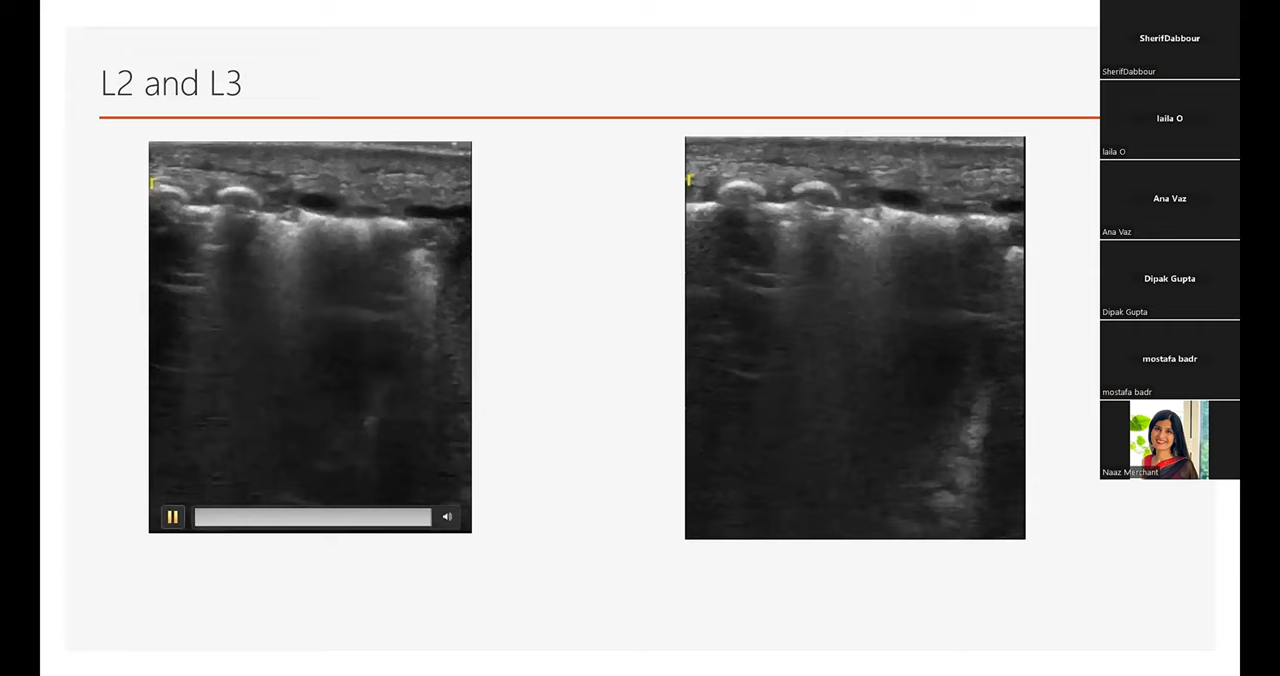 L2 and L3
r
r
SherifDabbour
SherifDabbour
laila O
laila O
Ana Vaz
Ana Vaz
Dipak Gupta
Dipak Gupta
mostafa badr
mostafa badr
Naaz Merchant